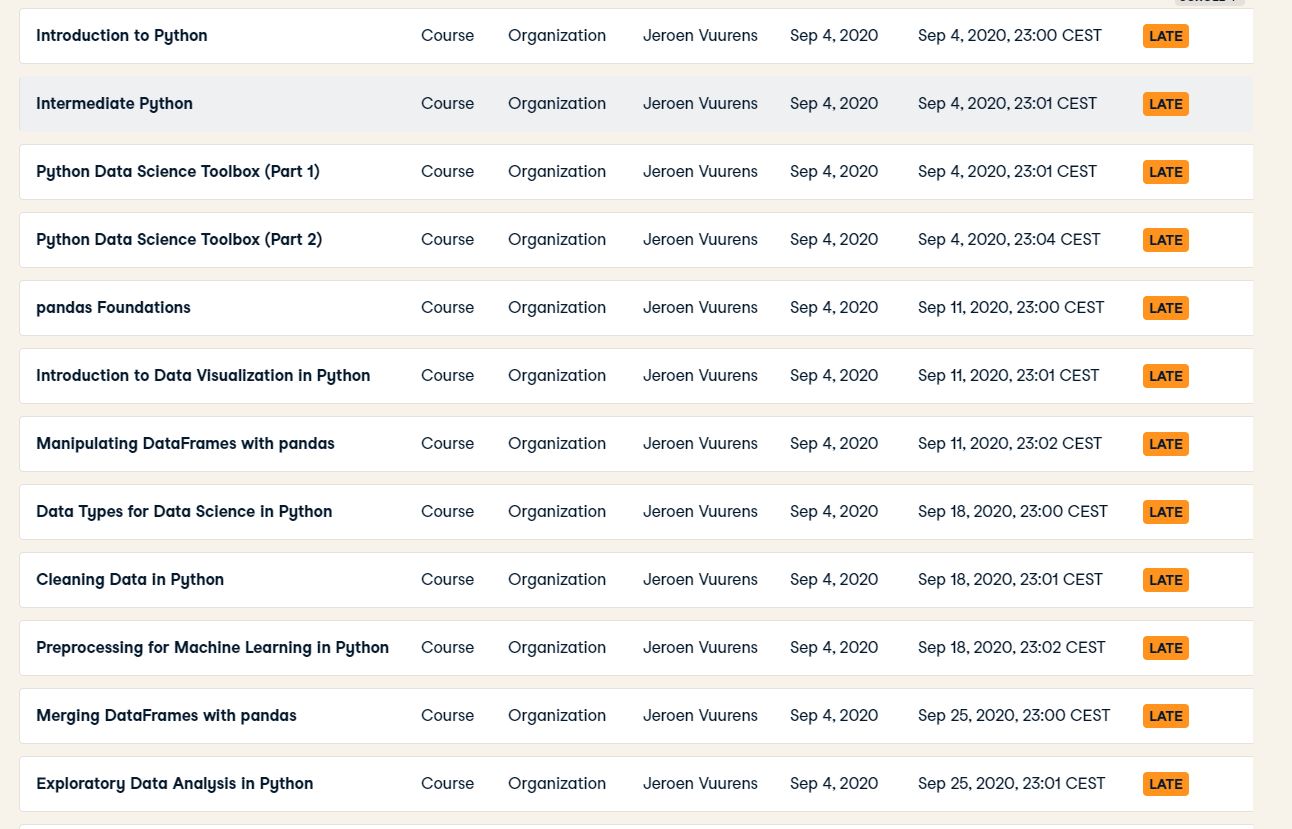 Introduction to Python Course Organization Jeroen Vuurens Sep 4, 2020 Sep 4, 2020, 23:00 CEST LATE
Intermediate Python Course Organization Jeroen Vuurens Sep 4, 2020 Sep 4, 2020, 23:01 CEST LATE
Python Data Science Toolbox (Part 1) Course Organization Jeroen Vuurens Sep 4, 2020 Sep 4, 2020, 23:01 CEST LATE
Python Data Science Toolbox (Part 2) Course Organization Jeroen Vuurens Sep 4, 2020 Sep 4, 2020, 23:04 CEST LATE
pandas Foundations Course Organization Jeroen Vuurens Sep 4, 2020 Sep 11, 2020, 23:00 CEST LATE
Introduction to Data Visualization in Python Course Organization Jeroen Vuurens Sep 4, 2020 Sep 11, 2020, 23:01 CEST LATE
Manipulating DataFrames with pandas Course Organization Jeroen Vuurens Sep 4, 2020 Sep 11, 2020, 23:02 CEST LATE
Data Types for Data Science in Python Course Organization Jeroen Vuurens Sep 4, 2020 Sep 18, 2020, 23:00 CEST LATE
Cleaning Data in Python Course Organization Jeroen Vuurens Sep 4, 2020 Sep 18, 2020, 23:01 CEST LATE
Preprocessing for Machine Learning in Python Course Organization Jeroen Vuurens Sep 4, 2020 Sep 18, 2020, 23:02 CEST LATE
Merging DataFrames with pandas Course Organization Jeroen Vuurens Sep 4, 2020 Sep 25, 2020, 23:00 CEST LATE
Exploratory Data Analysis in Python Course Organization Jeroen Vuurens Sep 4, 2020 Sep 25, 2020, 23:01 CEST LATE